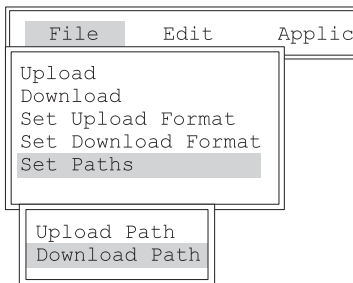 File Edit Applic
Upload
Download
Set Upload Format
Set Download Format
Set Paths
Upload Path
Download Path